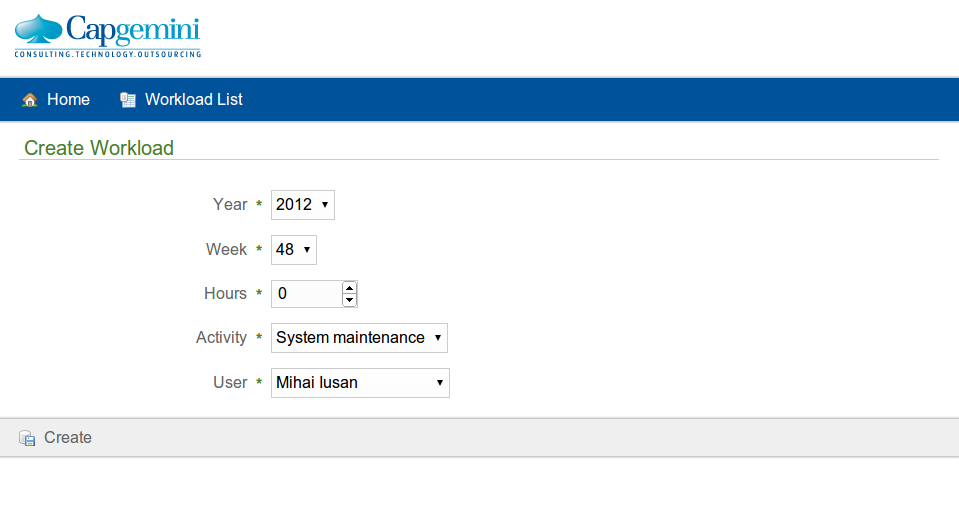 Capgemini
CONSULTING.TECHNOLOGY.OUTSOURCING
Home Workload List
Create Workload
Year * 2012
Week * 48
Hours * 0
Activity * System maintenance
User * Mihai Iusan
Create